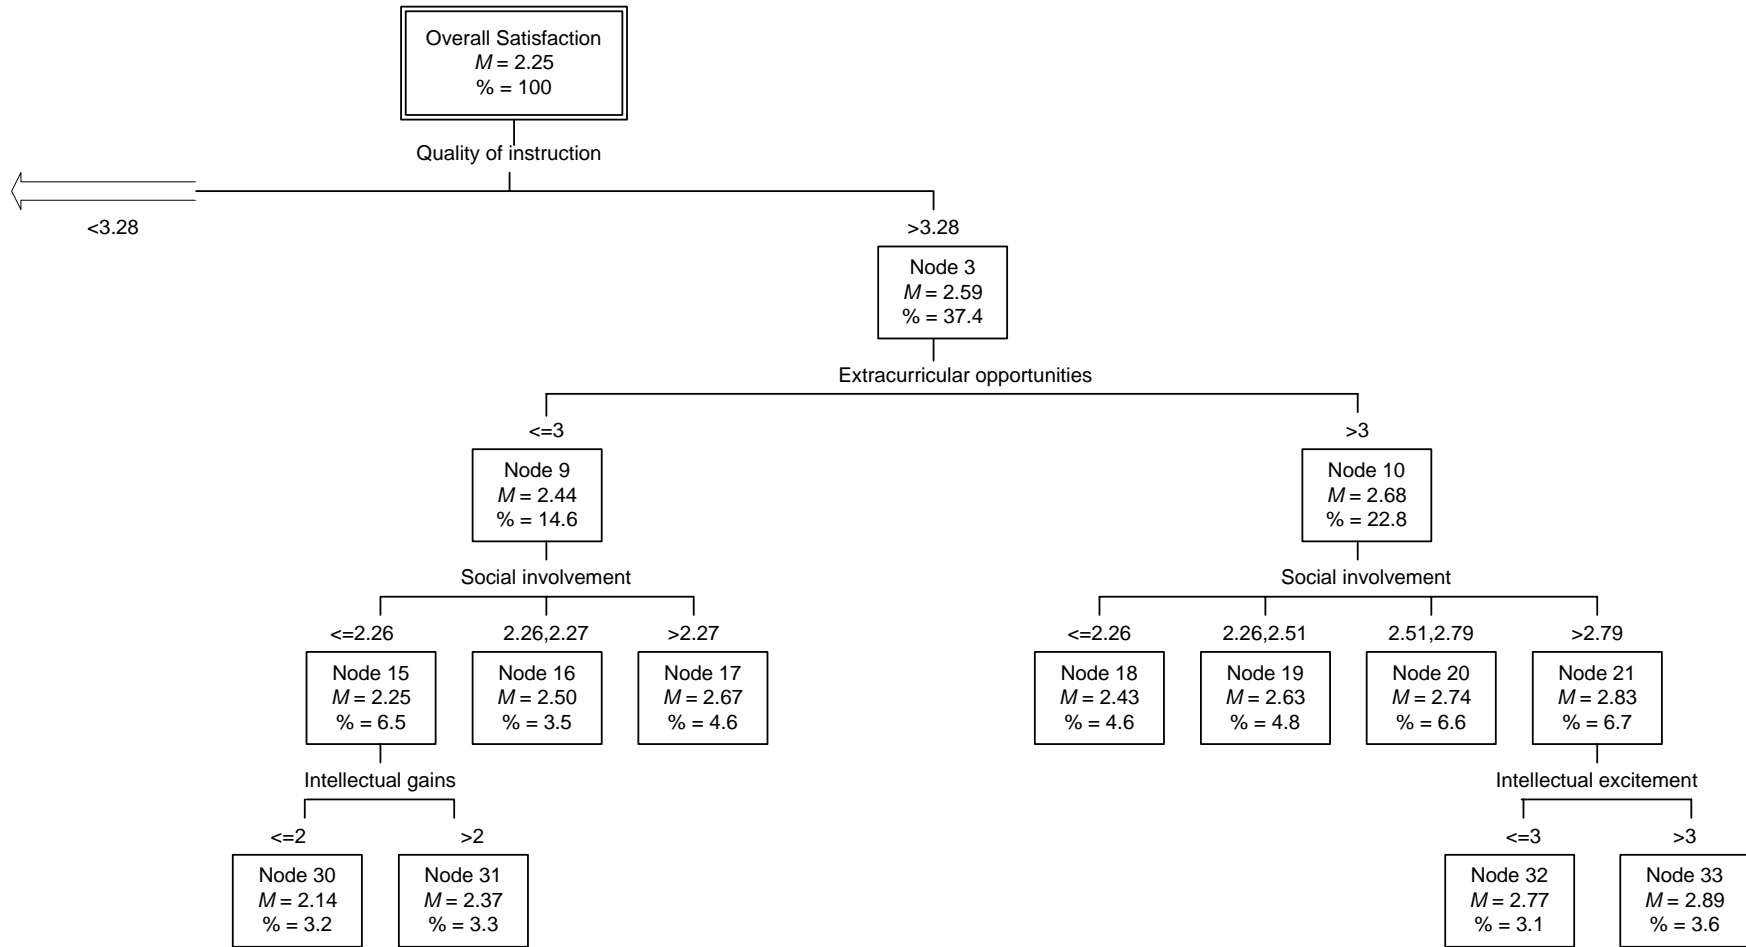 Overall Satisfaction
M = 2.25
% = 100
Quality of instruction
<3.28
>3.28
Node 3
M = 2.59
% = 37.4
Extracurricular opportunities
<=3
>3
Node 9
M = 2.44
% = 14.6
Node 10
M = 2.68
% = 22.8
Social involvement
Social involvement
<=2.26
2.26,2.27
>2.27
<=2.26
2.26,2.51
2.51,2.79
>2.79
Node 15
M = 2.25
% = 6.5
Node 16
M = 2.50
% = 3.5
Node 17
M = 2.67
% = 4.6
Node 18
M = 2.43
% = 4.6
Node 19
M = 2.63
% = 4.8
Node 20
M = 2.74
% = 6.6
Node 21
M = 2.83
% = 6.7
Intellectual gains
Intellectual excitement
<=2
>2
<=3
>3
Node 30
M = 2.14
% = 3.2
Node 31
M = 2.37
% = 3.3
Node 32
M = 2.77
% = 3.1
Node 33
M = 2.89
% = 3.6